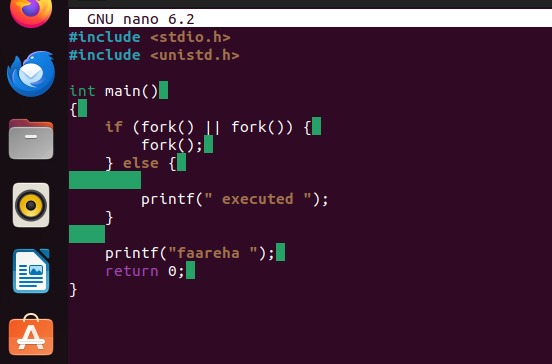 GNU nano 6.2
#include <stdio.h>
#include <unistd.h>
int main()
{
    if (fork() || fork()) {
        fork();
    } else {
        printf(" executed ");
    }
    printf("faareha ");
    return 0;
}